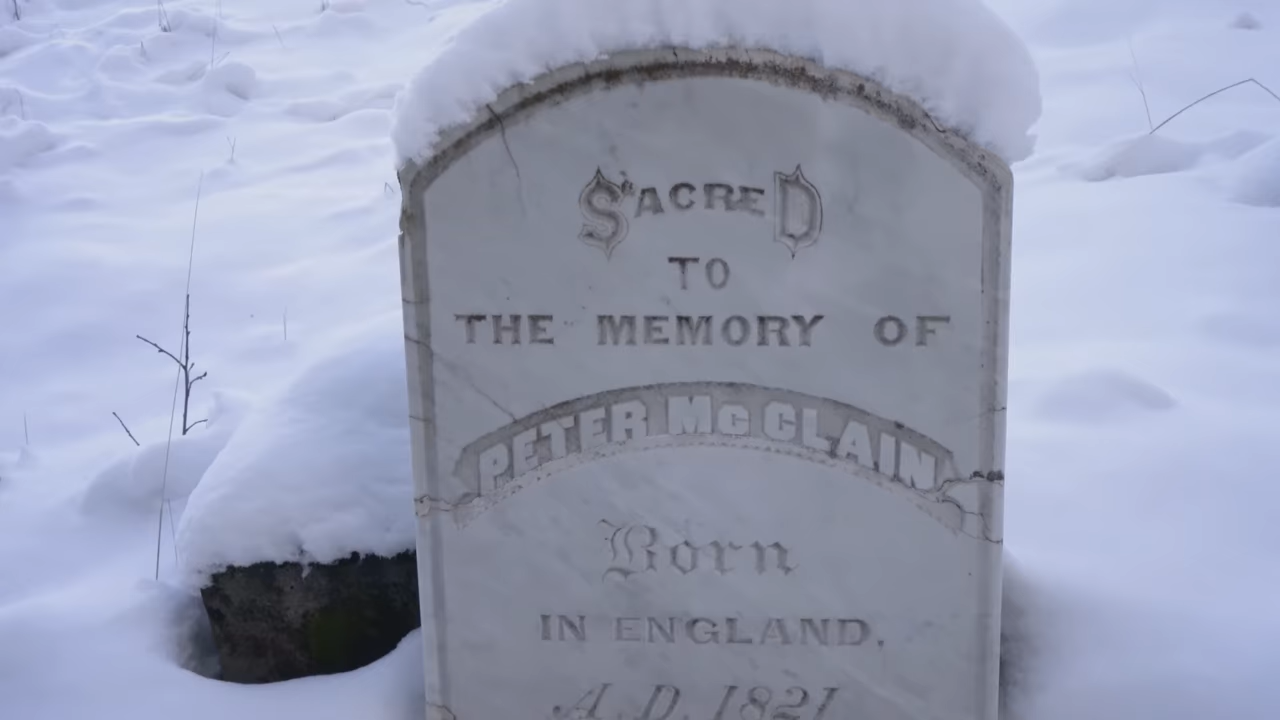 SACRED
TO
THE MEMORY OF
PETER McCLAIN
Born
IN ENGLAND.
A.D. 1821